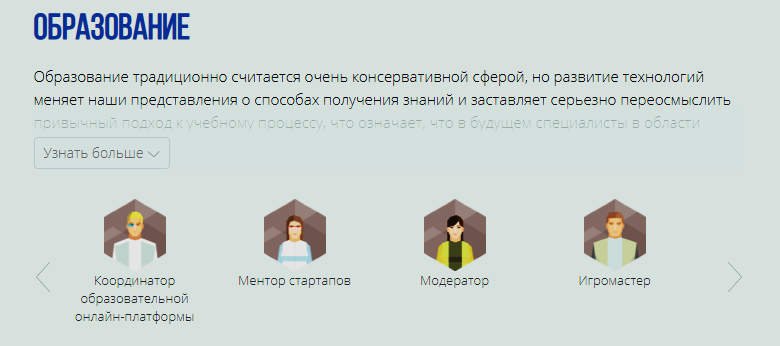 ОБРАЗОВАНИЕ
Образование традиционно считается очень консервативной сферой, но развитие технологий
меняет наши представления о способах получения знаний и заставляет серьезно переосмыслить
привычный подход к учебному процессу, что означает, что в будущем специалисты в области
Узнать больше
Координатор
образовательной
онлайн-платформы
Ментор стартапов
Модератор
Игромастер